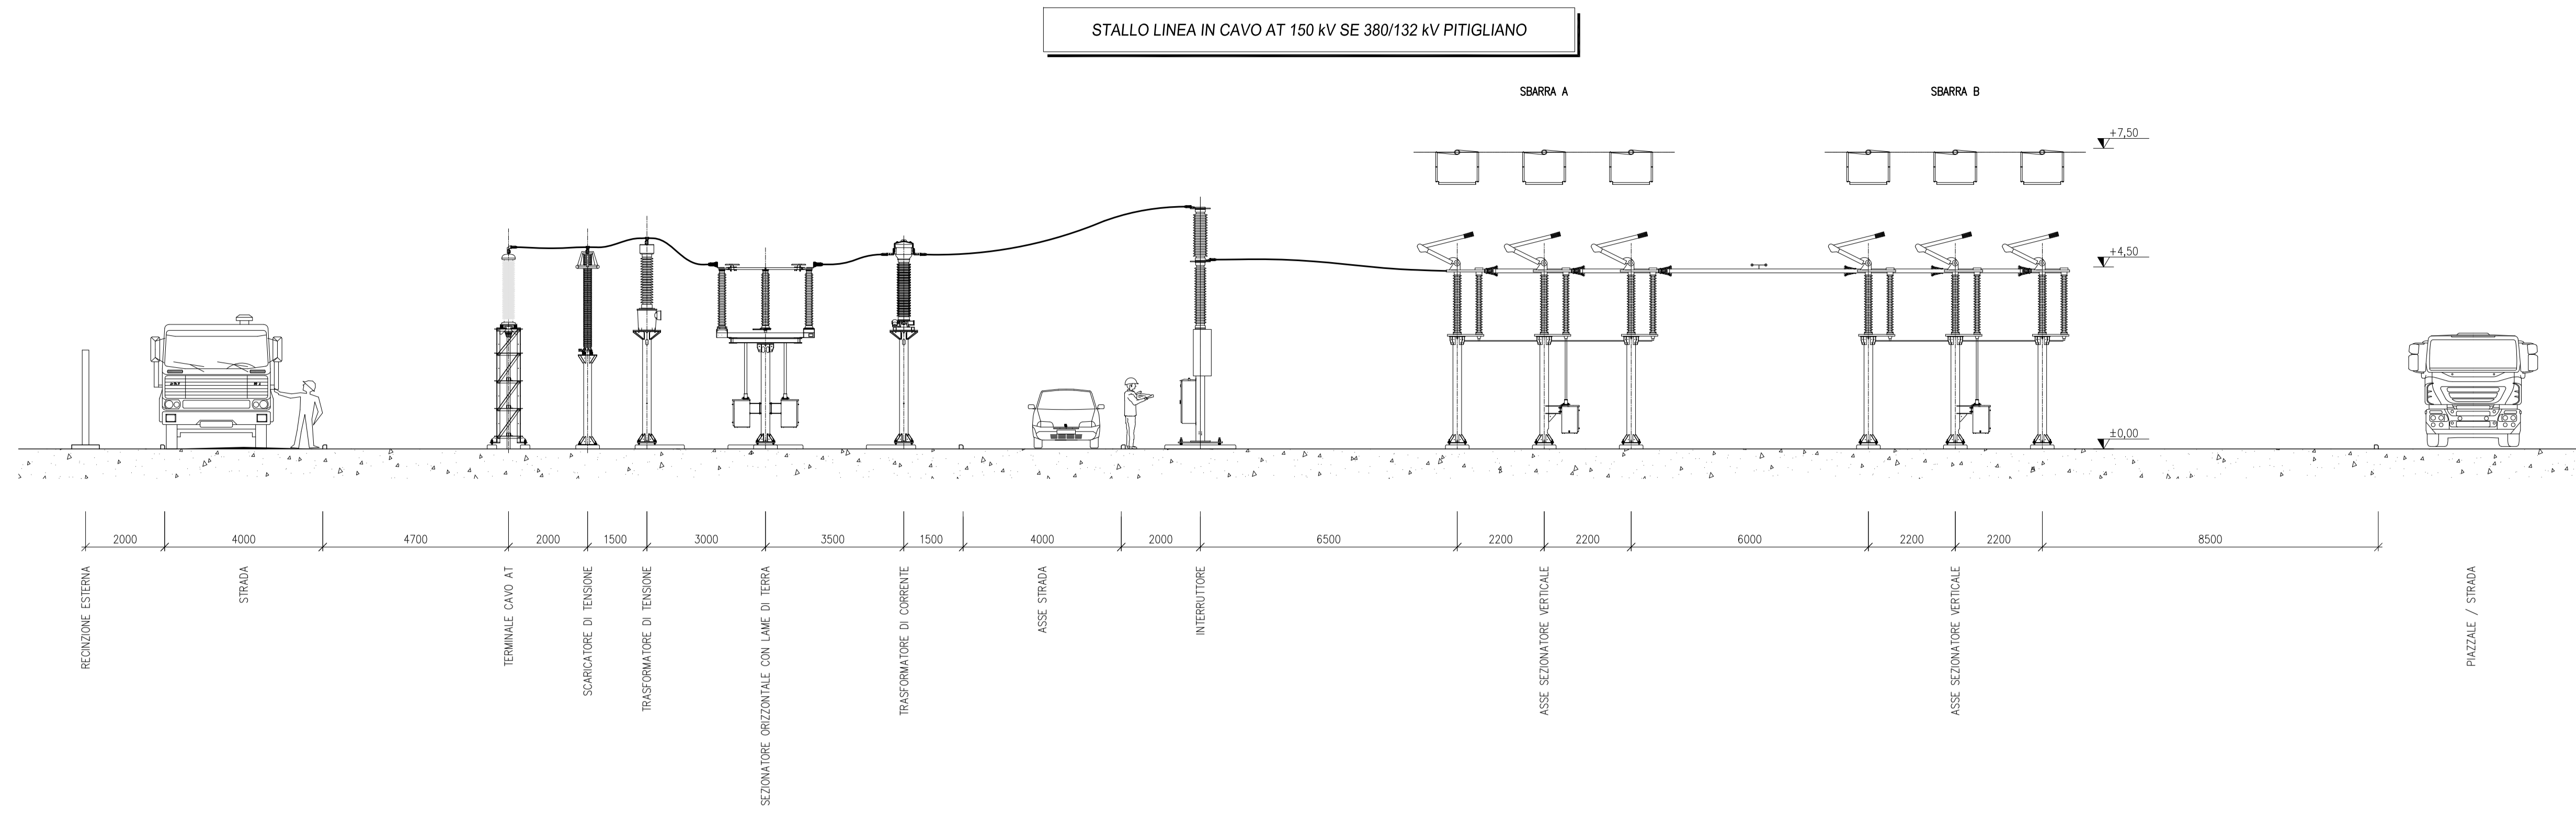 STALLO LINEA IN CAVO AT 150 kV SE 380/132 kV PITIGLIANO
SBARRA A
SBARRA B
+7,50
+4,50
±0,00
2000
4000
4700
2000
1500
3000
3500
1500
4000
2000
6500
2200
2200
6000
2200
2200
8500
RECINZIONE ESTERNA
STRADA
TERMINALE CAVO AT
SCARICATORE DI TENSIONE
TRASFORMATORE DI TENSIONE
SEZIONATORE ORIZZONTALE CON LAME DI TERRA
TRASFORMATORE DI CORRENTE
ASSE STRADA
INTERRUTTORE
ASSE SEZIONATORE VERTICALE
ASSE SEZIONATORE VERTICALE
PIAZZALE / STRADA